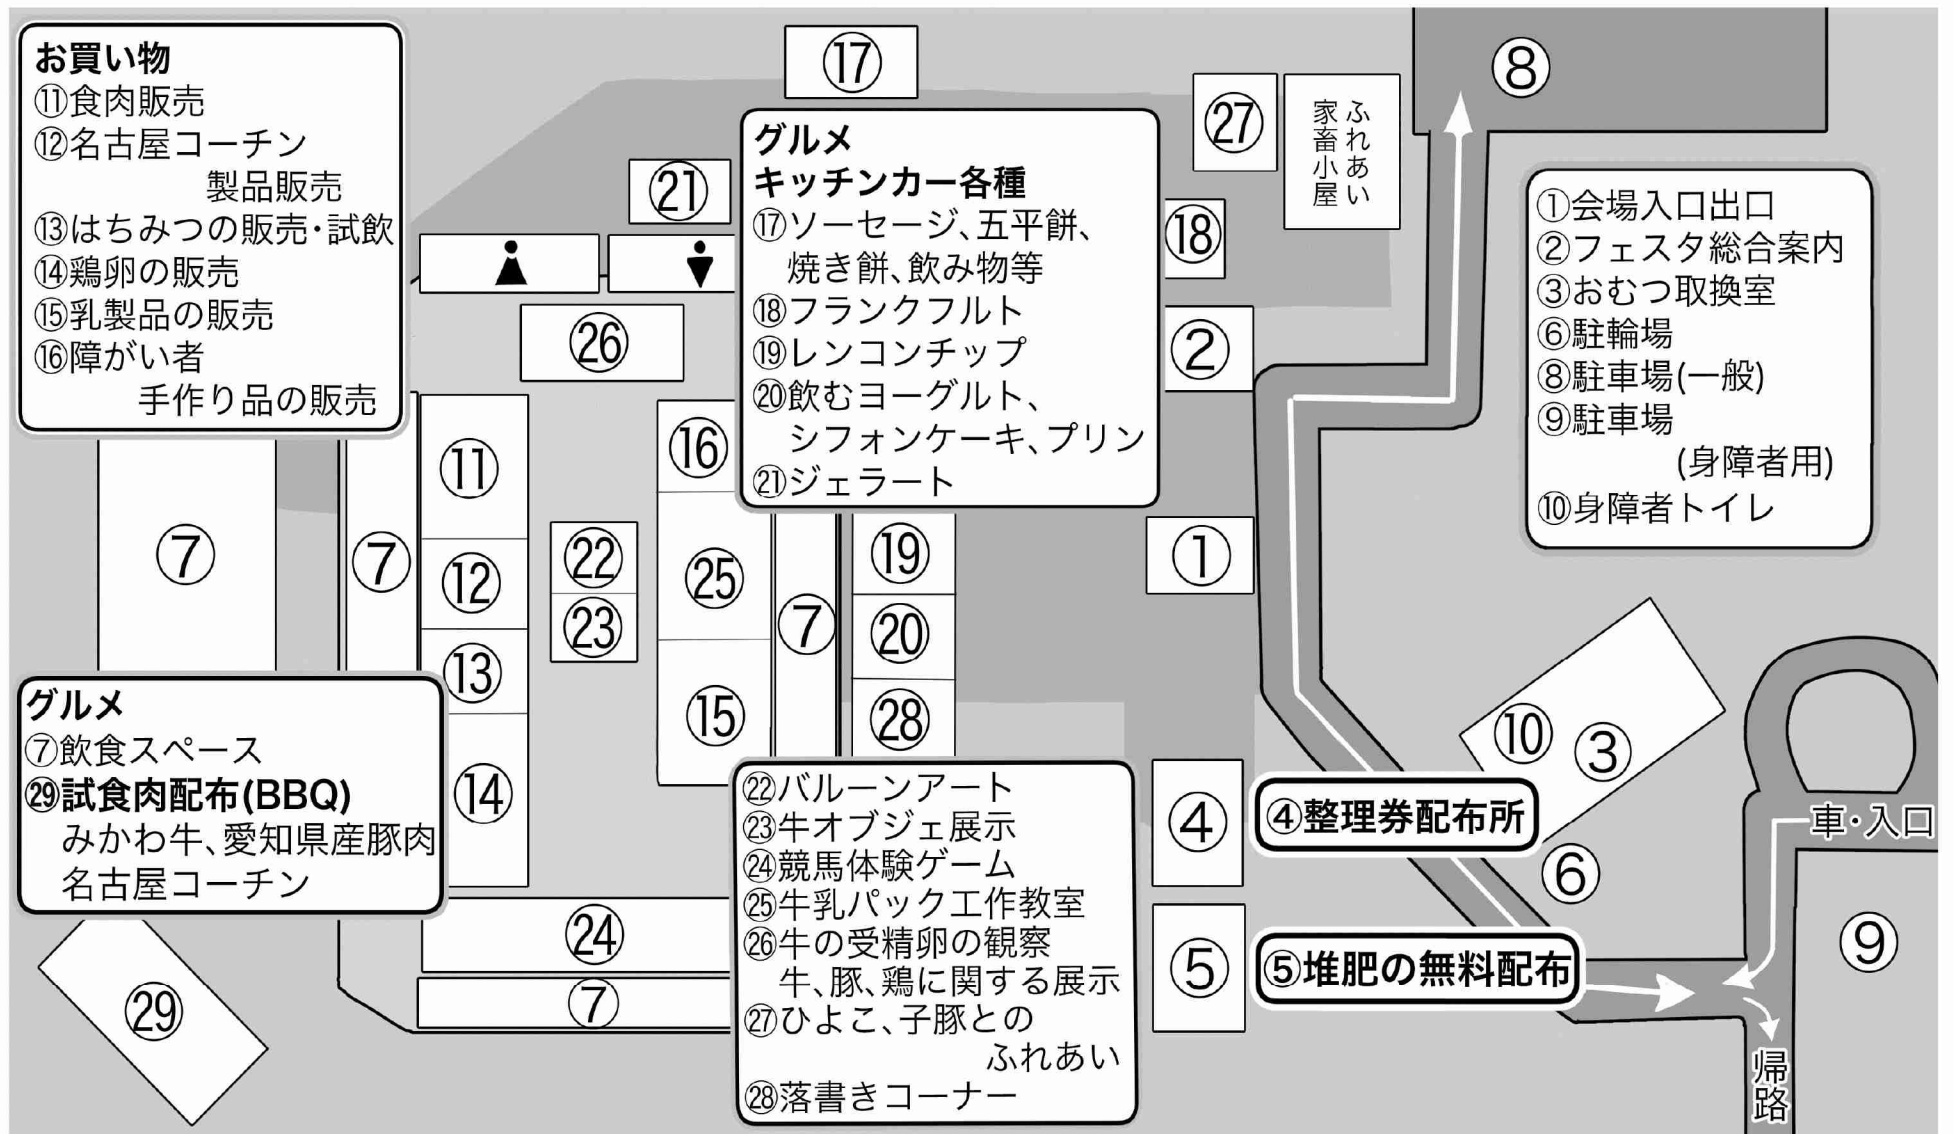 お買い物
⑪食肉販売
⑫名古屋コーチン
製品販売
⑬はちみつの販売・試飲
⑭鶏卵の販売
⑮乳製品の販売
⑯障がい者
手作り品の販売
⑰
グルメ
キッチンカー各種
⑰ソーセージ、五平餅、
焼き餅、飲み物等
⑱フランクフルト
⑲レンコンチップ
⑳飲むヨーグルト、
シフォンケーキ、プリン
㉑ジェラート
㉗
ふれあい
家畜小屋
⑧
①会場入口出口
②フェスタ総合案内
③おむつ取換室
⑥駐輪場
⑧駐車場(一般)
⑨駐車場
(身障者用)
⑩身障者トイレ
㉑
⑱
㉖
②
⑦
⑦
⑪
⑫
⑬
⑭
㉒
㉓
⑯
㉕
⑮
⑦
⑲
⑳
㉘
①
⑩
③
グルメ
⑦飲食スペース
㉙試食肉配布(BBQ)
みかわ牛、愛知県産豚肉
名古屋コーチン
㉒バルーンアート
㉓牛オブジェ展示
㉔競馬体験ゲーム
㉕牛乳パック工作教室
㉖牛の受精卵の観察
牛、豚、鶏に関する展示
㉗ひよこ、子豚との
ふれあい
㉘落書きコーナー
④
④整理券配布所
⑥
車・入口
㉔
⑤
⑤堆肥の無料配布
⑨
㉙
⑦
帰路